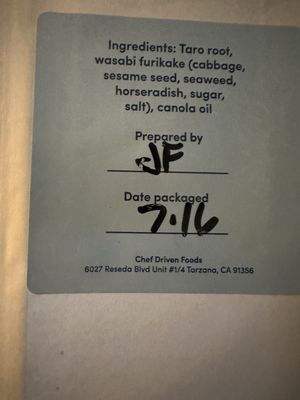 Ingredients: Taro root,
wasabi furikake (cabbage,
sesame seed, seaweed,
horseradish, sugar,
salt), canola oil
Prepared by
JF
Date packaged
7.16
Chef Driven Foods
6027 Reseda Blvd Unit #1/4 Tarzana, CA 91356